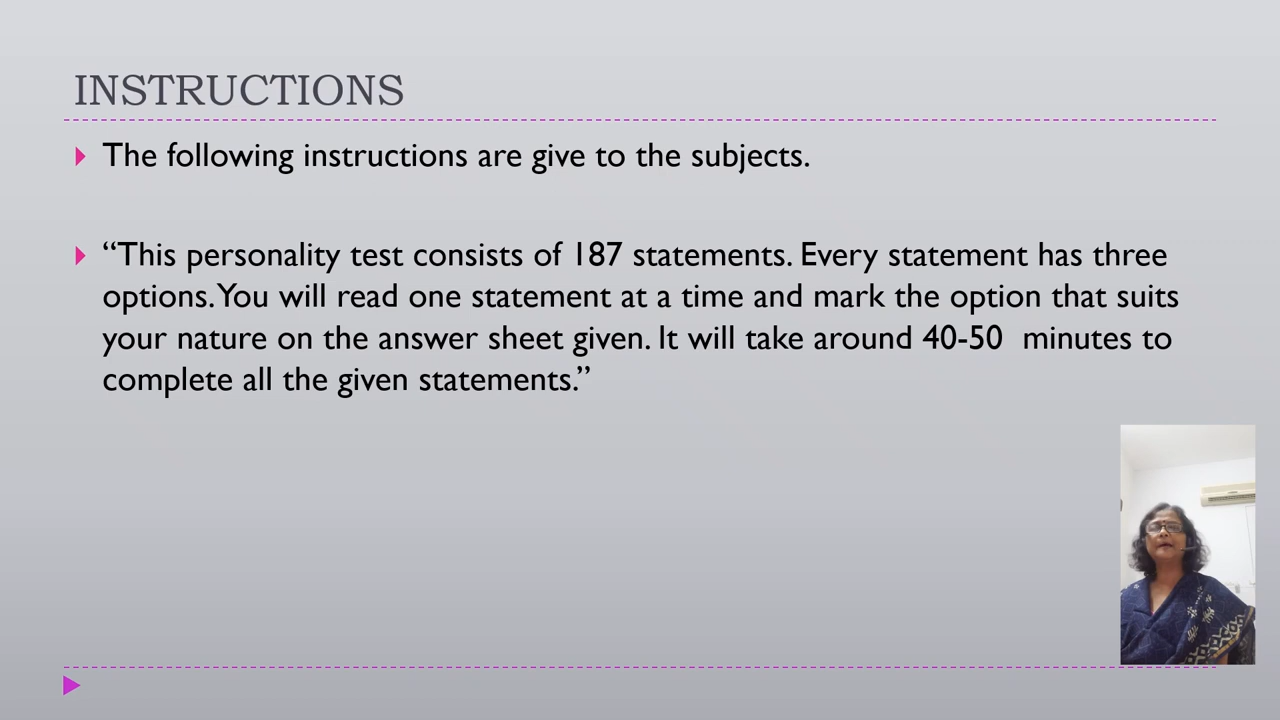 INSTRUCTIONS
The following instructions are give to the subjects.
“This personality test consists of 187 statements. Every statement has three
options. You will read one statement at a time and mark the option that suits
your nature on the answer sheet given. It will take around 40-50 minutes to
complete all the given statements.”